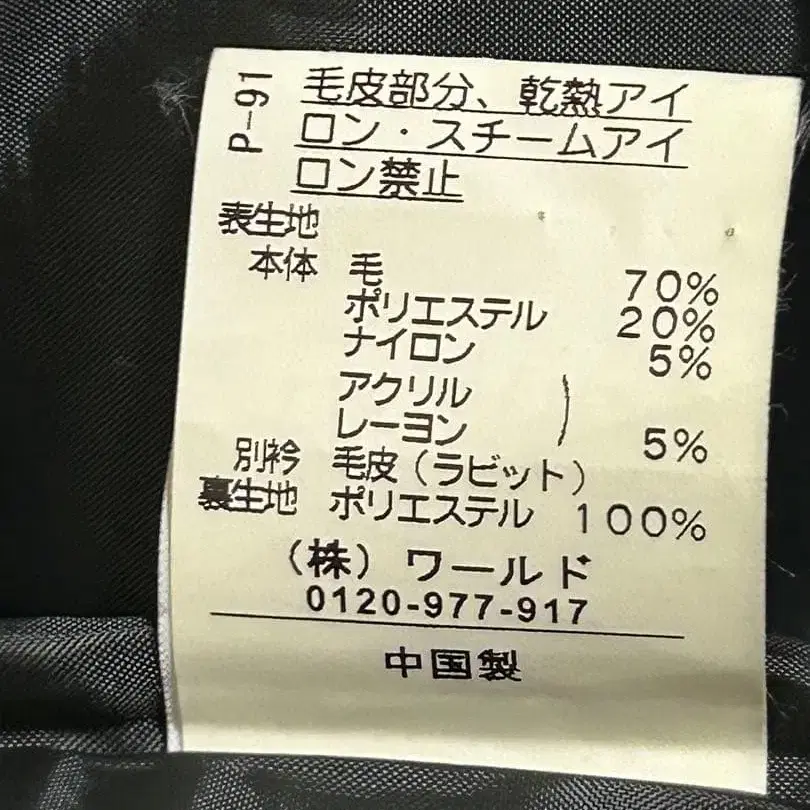 P-91
毛皮部分、乾熱アイ
ロン・スチームアイ
ロン禁止
表生地
本体 毛 70%
ポリエステル 20%
ナイロン 5%
アクリル )
レーヨン 5%
別衿 毛皮(ラビット)
裏生地 ポリエステル 100%
(株)ワールド
0120-977-917
中国製